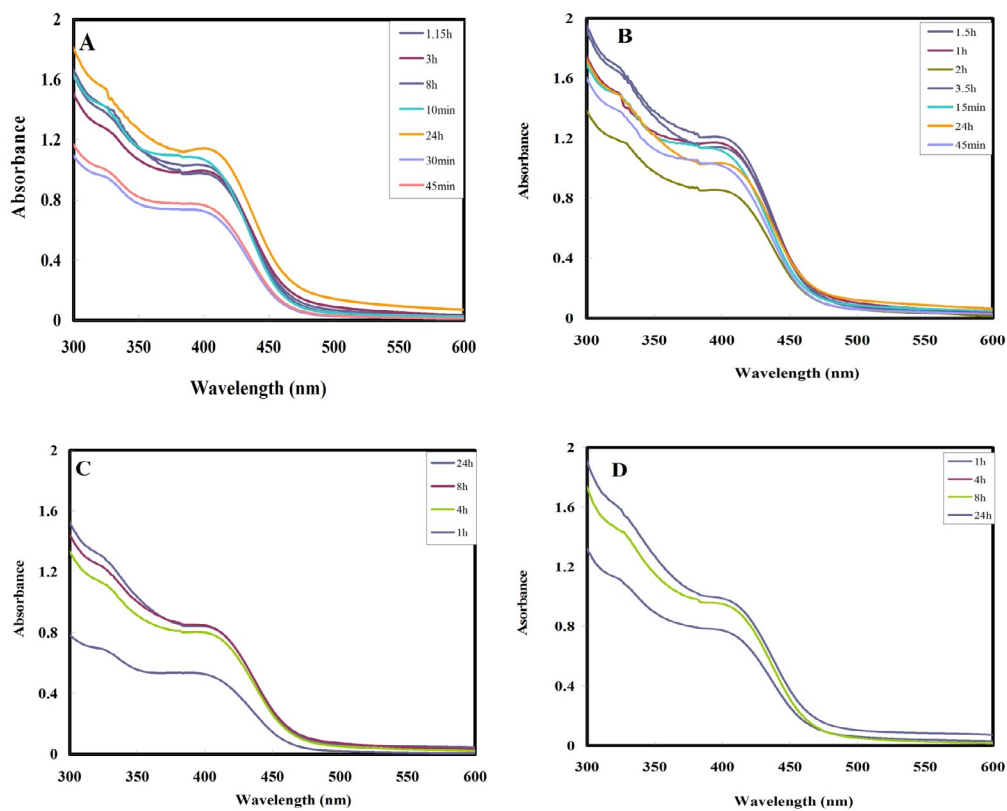 A
2
1.6
1.2
0.8
0.4
0
Absorbance
300 350 400 450 500 550 600
Wavelength (nm)
1.15h
3h
8h
10min
24h
30min
45min
B
2
1.6
1.2
0.8
0.4
0
Absorbance
300 350 400 450 500 550 600
Wavelength (nm)
1.5h
1h
2h
3.5h
15min
24h
45min
C
2
1.6
1.2
0.8
0.4
0
Absorbance
300 350 400 450 500 550 600
Wavelength (nm)
24h
8h
4h
1h
D
2
1.6
1.2
0.8
0.4
0
Asorbance
300 350 400 450 500 550 600
Wavelength (nm)
1h
4h
8h
24h